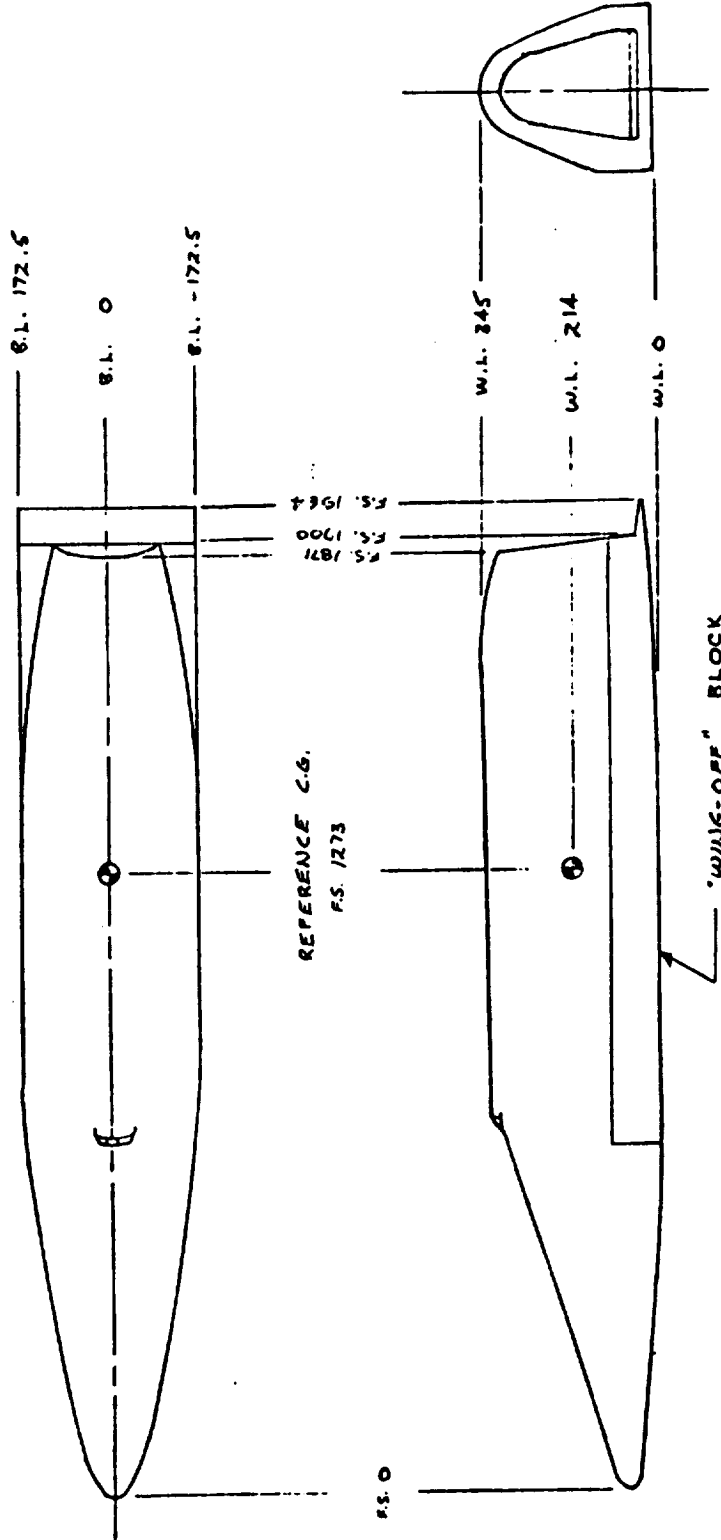 B.L. 172.5
B.L. 0
B.L. -172.5
F.S. 1964
F.S. 1900
F.S. 1871
REFERENCE C.G.
F.S. 1273
F.S. 0
W.L. 345
W.L. 214
W.L. 0
"WING-OFF" BLOCK